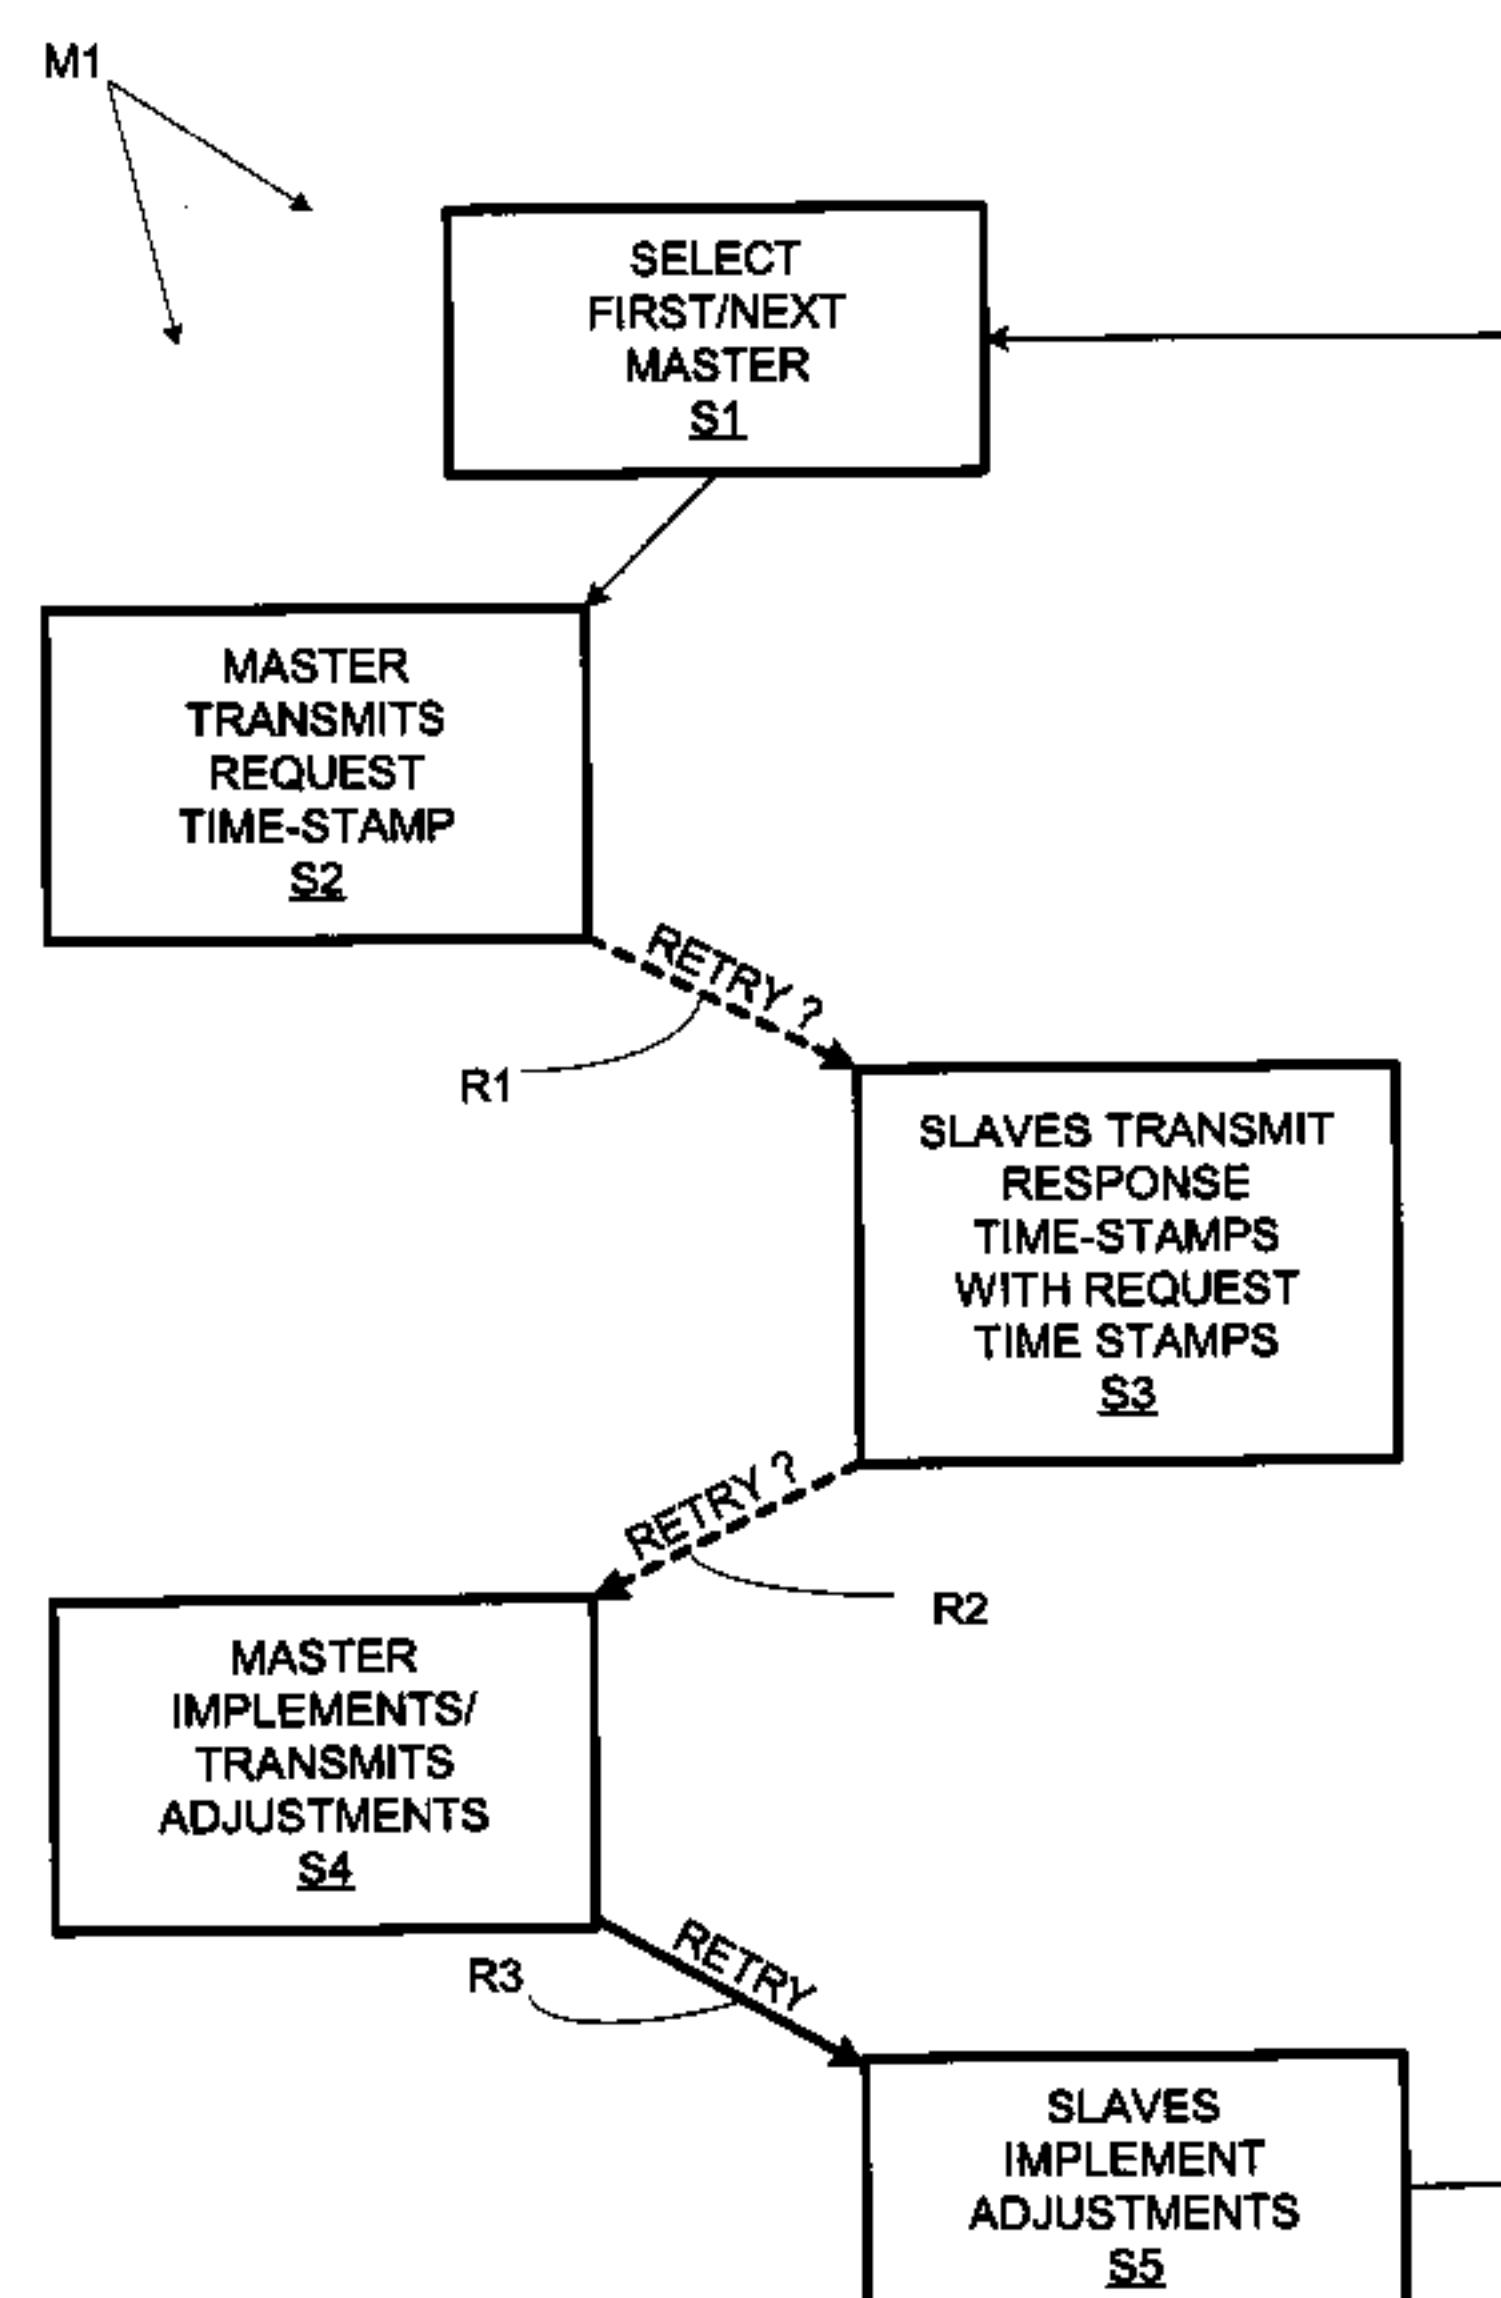 M1
SELECT
FIRST/NEXT
MASTER
S1
MASTER
TRANSMITS
REQUEST
TIME-STAMP
S2
RETRY ?
R1
SLAVES TRANSMIT
RESPONSE
TIME-STAMPS
WITH REQUEST
TIME STAMPS
S3
RETRY ?
R2
MASTER
IMPLEMENTS/
TRANSMITS
ADJUSTMENTS
S4
RETRY
R3
SLAVES
IMPLEMENT
ADJUSTMENTS
S5